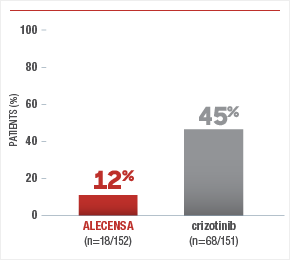 100
80
60
40
20
0
PATIENTS (%)
12%
45%
ALECENSA
(n=18/152)
crizotinib
(n=68/151)